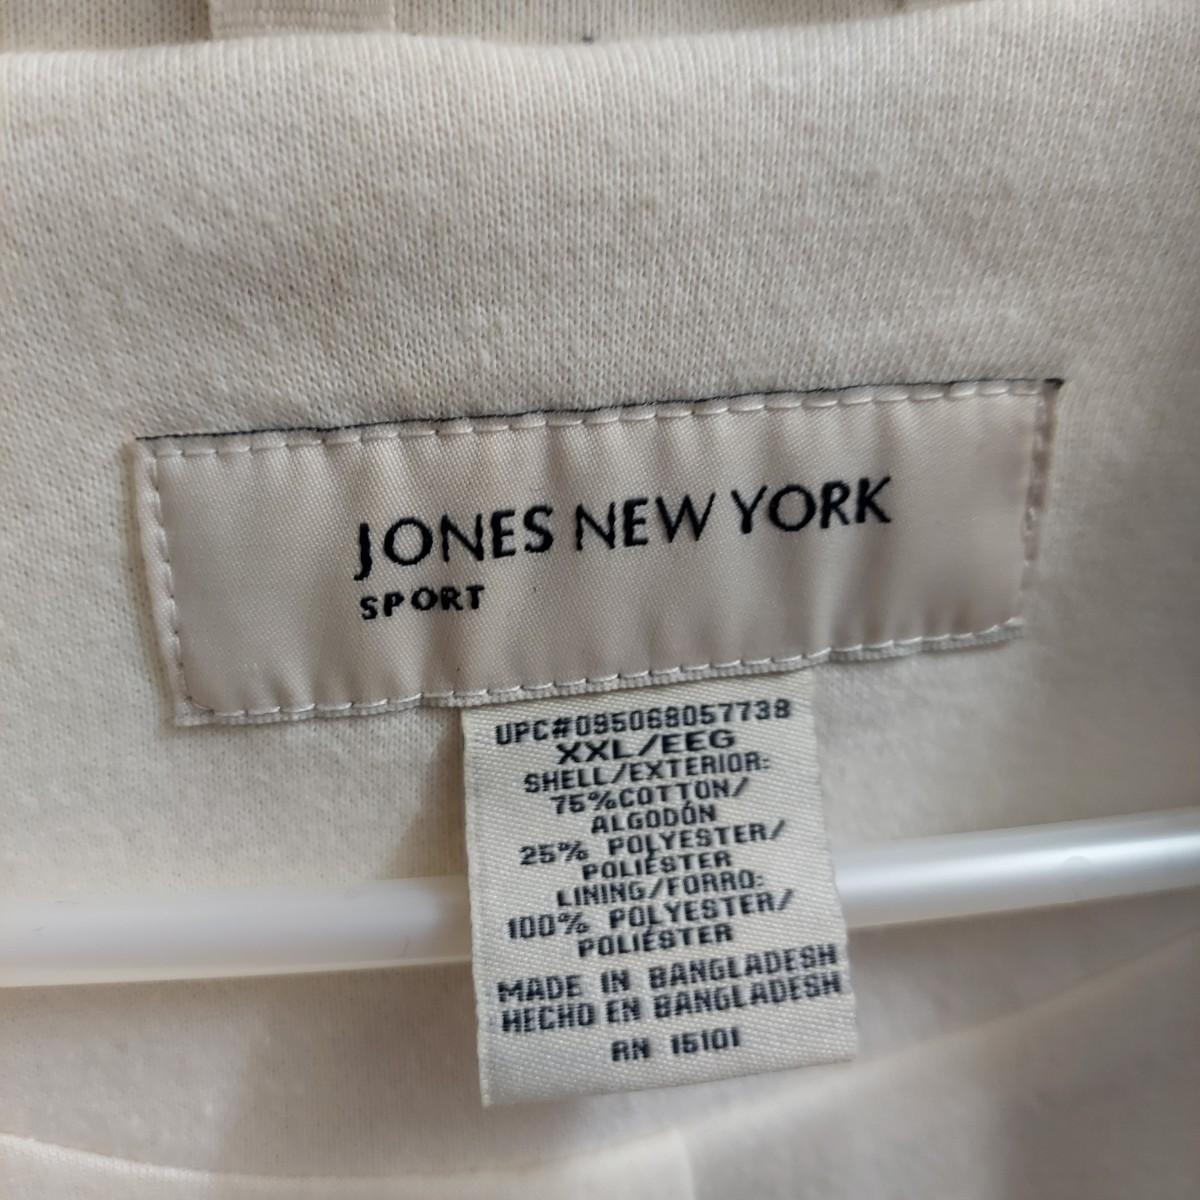 JONES NEW YORK
SPORT
UPC#095068057738
XXL/EEG
SHELL/EXTERIOR:
75%COTTON/
ALGODÓN
25% POLYESTER/
POLIÉSTER
LINING/FORRO:
100% POLYESTER/
POLIÉSTER
MADE IN BANGLADESH
HECHO EN BANGLADESH
RN 15101